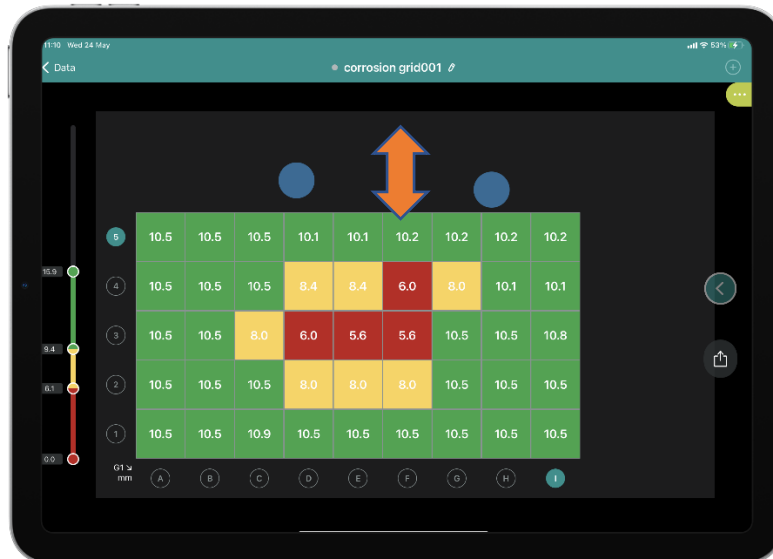 11:10 Wed 24 May
53%
Data
corrosion grid001
5 10.5 10.5 10.5 10.1 10.1 10.2 10.2 10.2 10.2
15.9
4 10.5 10.5 10.5 8.4 8.4 6.0 8.0 10.1 10.1
3 10.5 10.5 8.0 6.0 5.6 5.6 10.5 10.5 10.8
9.4
6.1
2 10.5 10.5 10.5 8.0 8.0 8.0 10.5 10.5 10.5
1 10.5 10.5 10.9 10.5 10.5 10.5 10.5 10.5 10.5
0.0
G1
mm
A B C D E F G H I